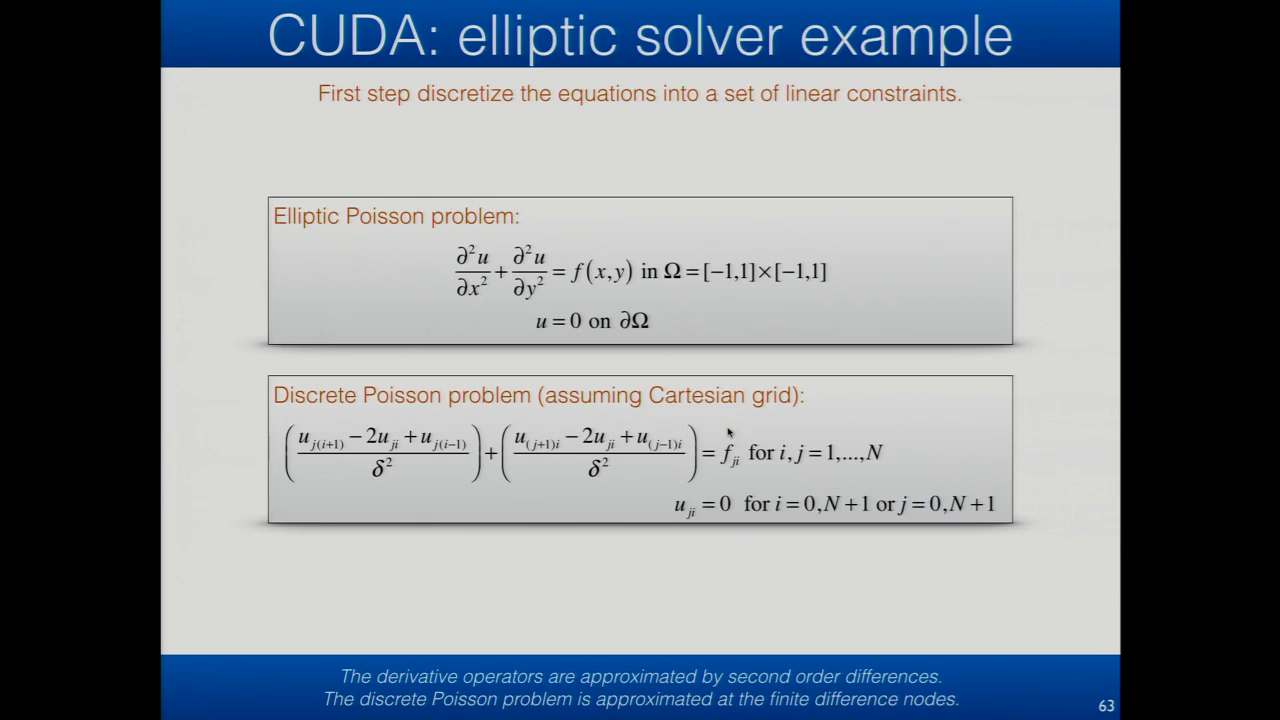 CUDA: elliptic solver example
First step discretize the equations into a set of linear constraints.
Elliptic Poisson problem:
∂²u/∂x² + ∂²u/∂y² = f(x,y) in Ω=[−1,1]×[−1,1]
u=0 on ∂Ω
Discrete Poisson problem (assuming Cartesian grid):
((u_{j(i+1)} − 2u_{ji} + u_{j(i−1)})/δ²) + ((u_{(j+1)i} − 2u_{ji} + u_{(j−1)i})/δ²) = f_{ji} for i,j=1,...,N
u_{ji} = 0 for i=0,N+1 or j=0,N+1
The derivative operators are approximated by second order differences.
The discrete Poisson problem is approximated at the finite difference nodes.
63